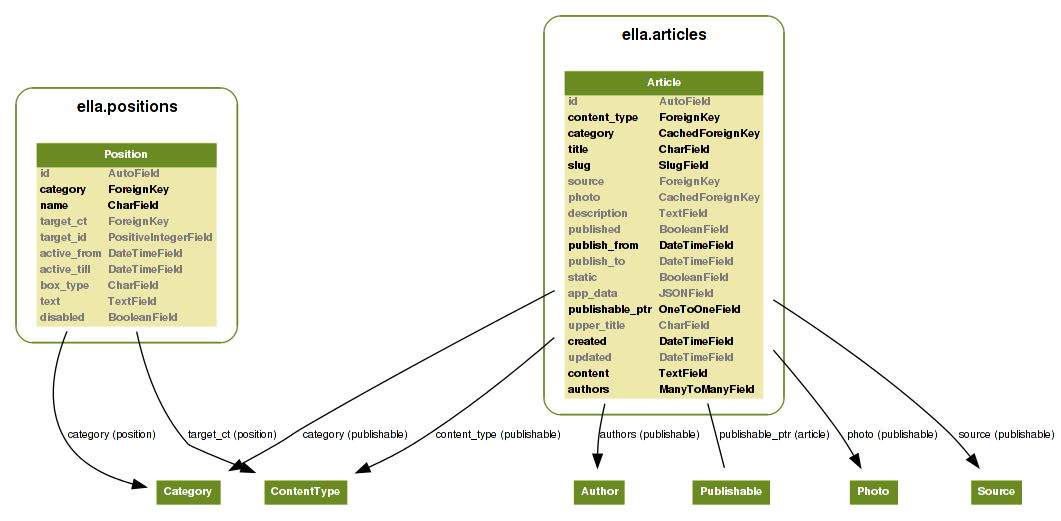 ella.articles
Article
id AutoField
content_type ForeignKey
category CachedForeignKey
title CharField
slug SlugField
source ForeignKey
photo CachedForeignKey
description TextField
published BooleanField
publish_from DateTimeField
publish_to DateTimeField
static BooleanField
app_data JSONField
publishable_ptr OneToOneField
upper_title CharField
created DateTimeField
updated DateTimeField
content TextField
authors ManyToManyField
ella.positions
Position
id AutoField
category ForeignKey
name CharField
target_ct ForeignKey
target_id PositiveIntegerField
active_from DateTimeField
active_till DateTimeField
box_type CharField
text TextField
disabled BooleanField
category (position) target_ct (position) category (publishable) content_type (publishable) authors (publishable) publishable_ptr (article) photo (publishable) source (publishable)
Category ContentType Author Publishable Photo Source